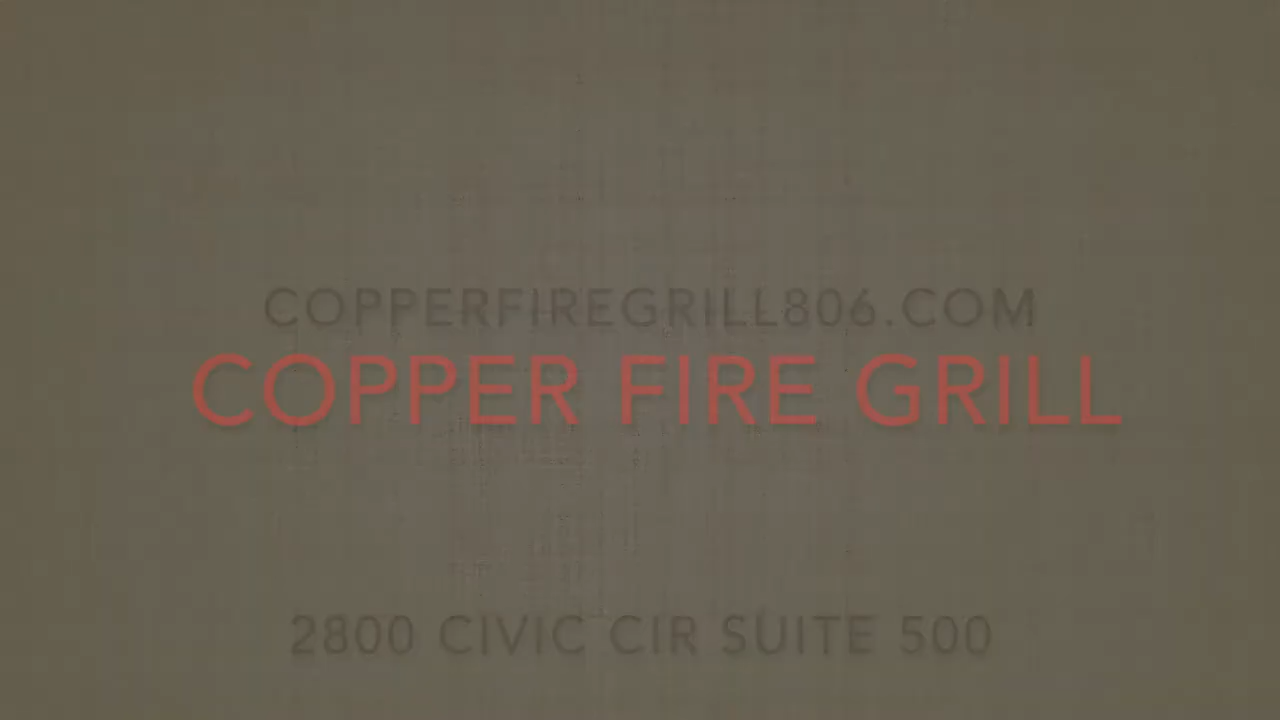 COPPERFIREGRILL806.COM
COPPER FIRE GRILL
2800 CIVIC CIR SUITE 500